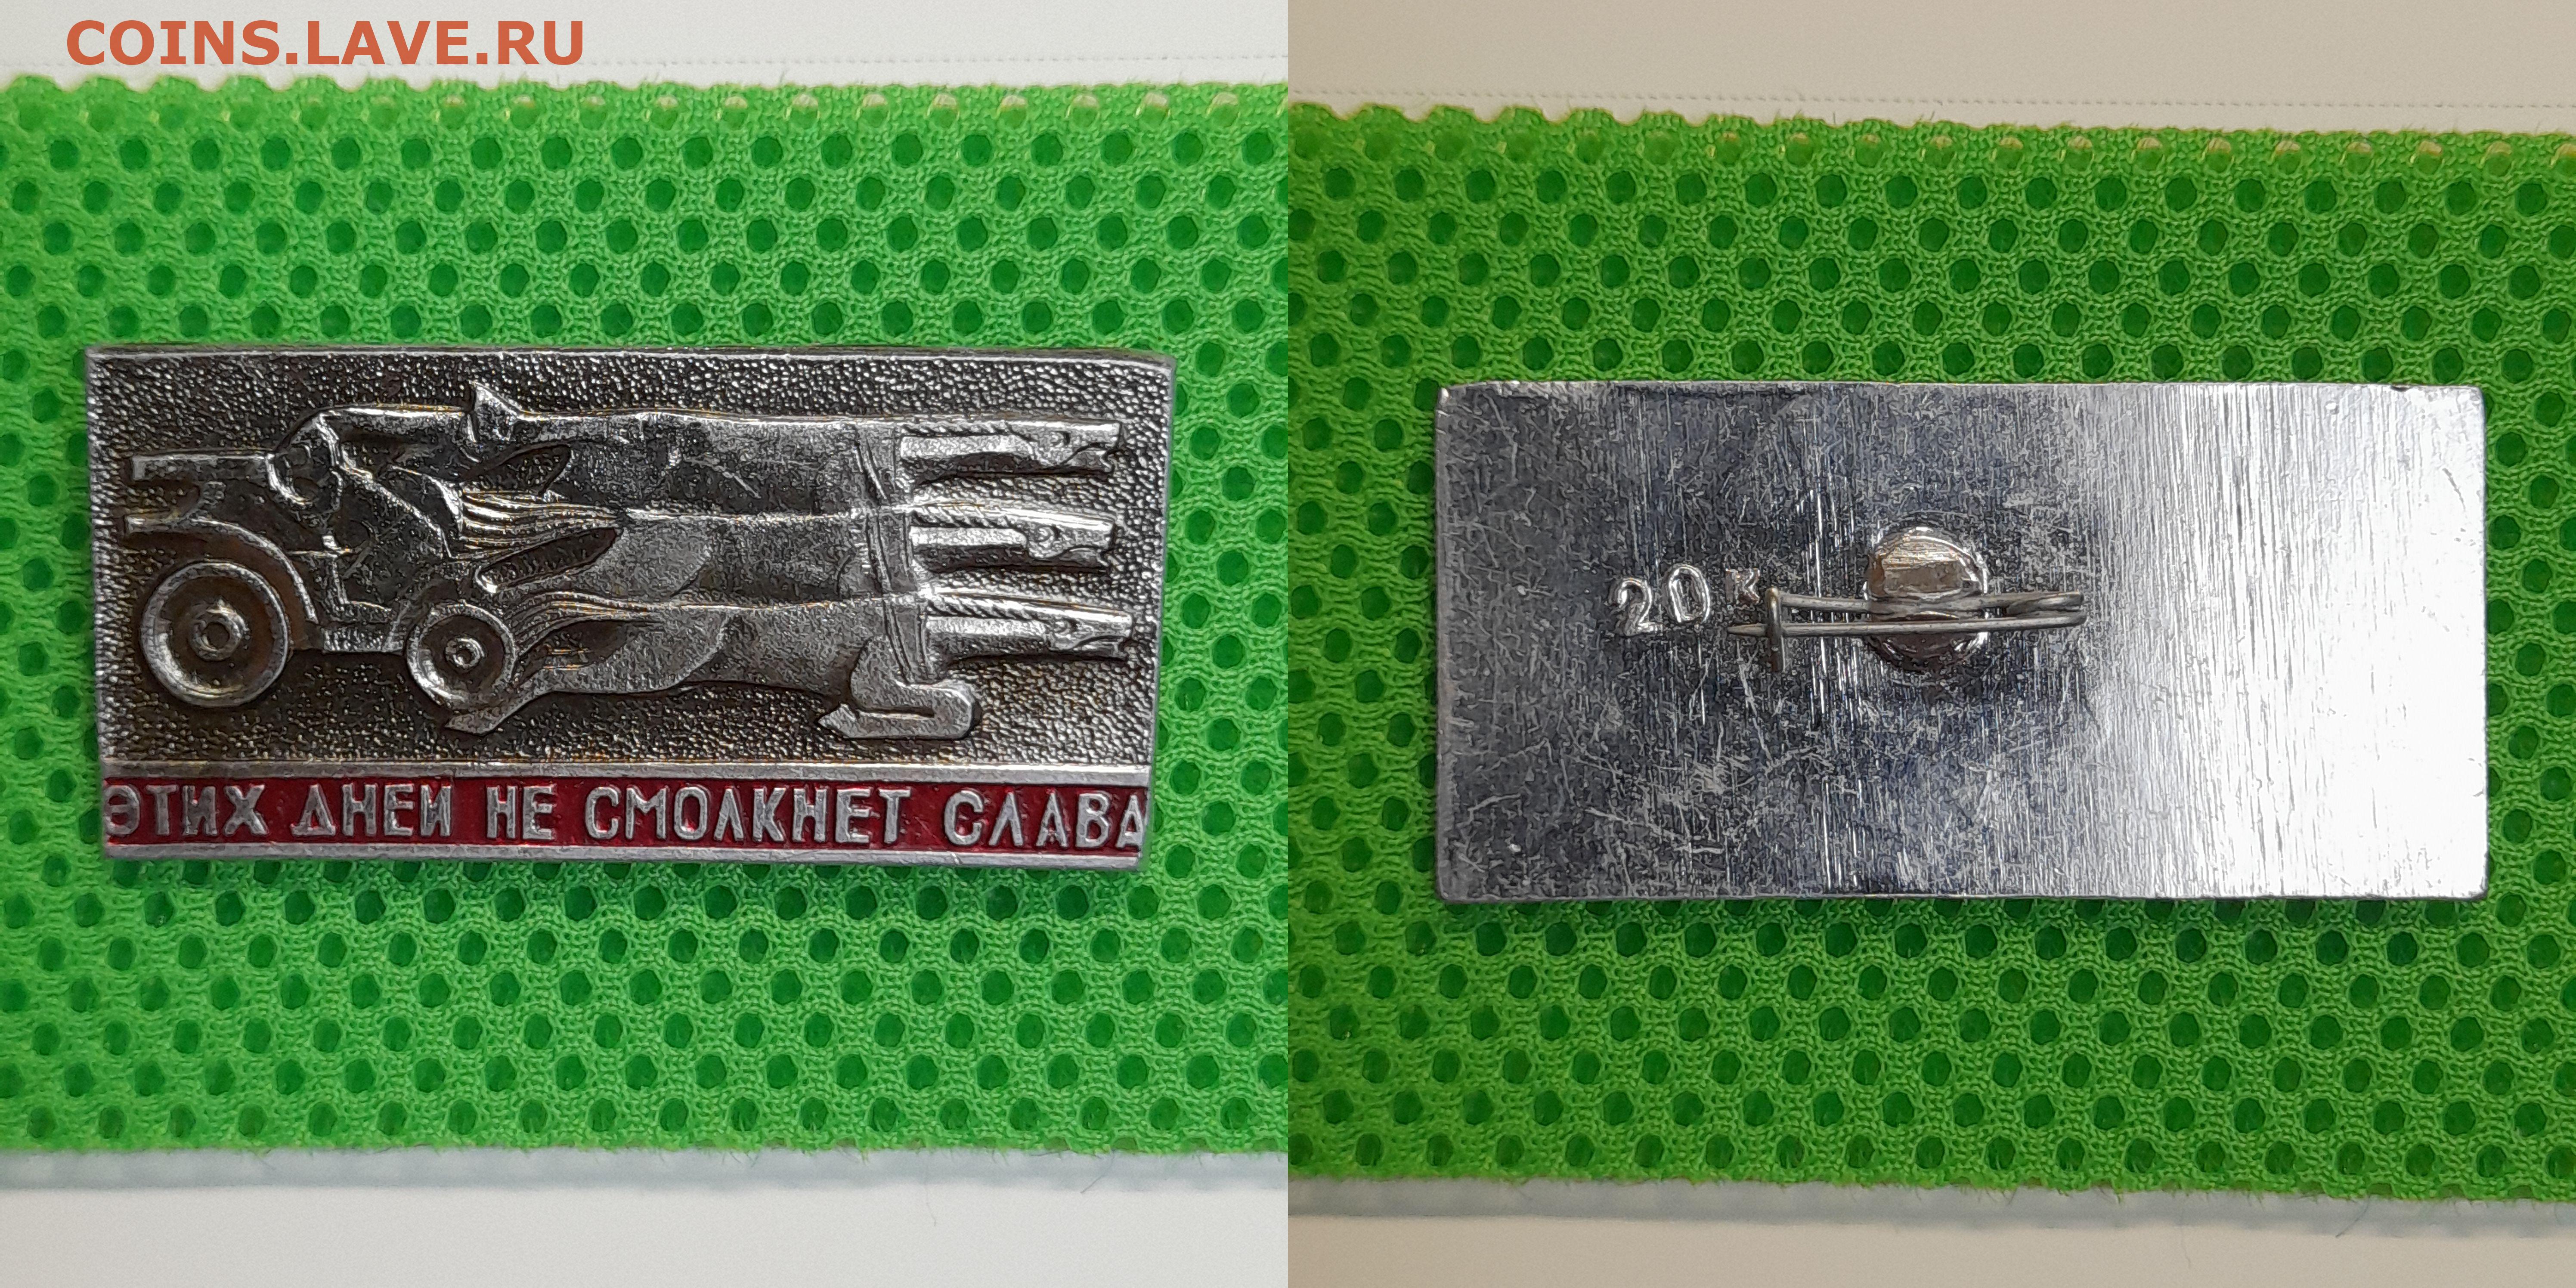 COINS.LAVE.RU
ЭТИХ ДНЕЙ НЕ СМОЛКНЕТ СЛАВА
20 к